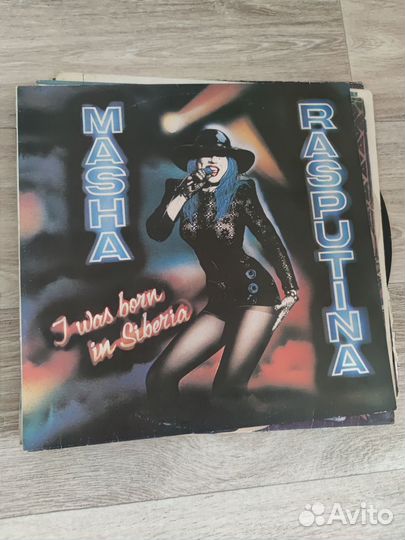 MASHA
RASPUTINA
I was born
in Siberia
Avito